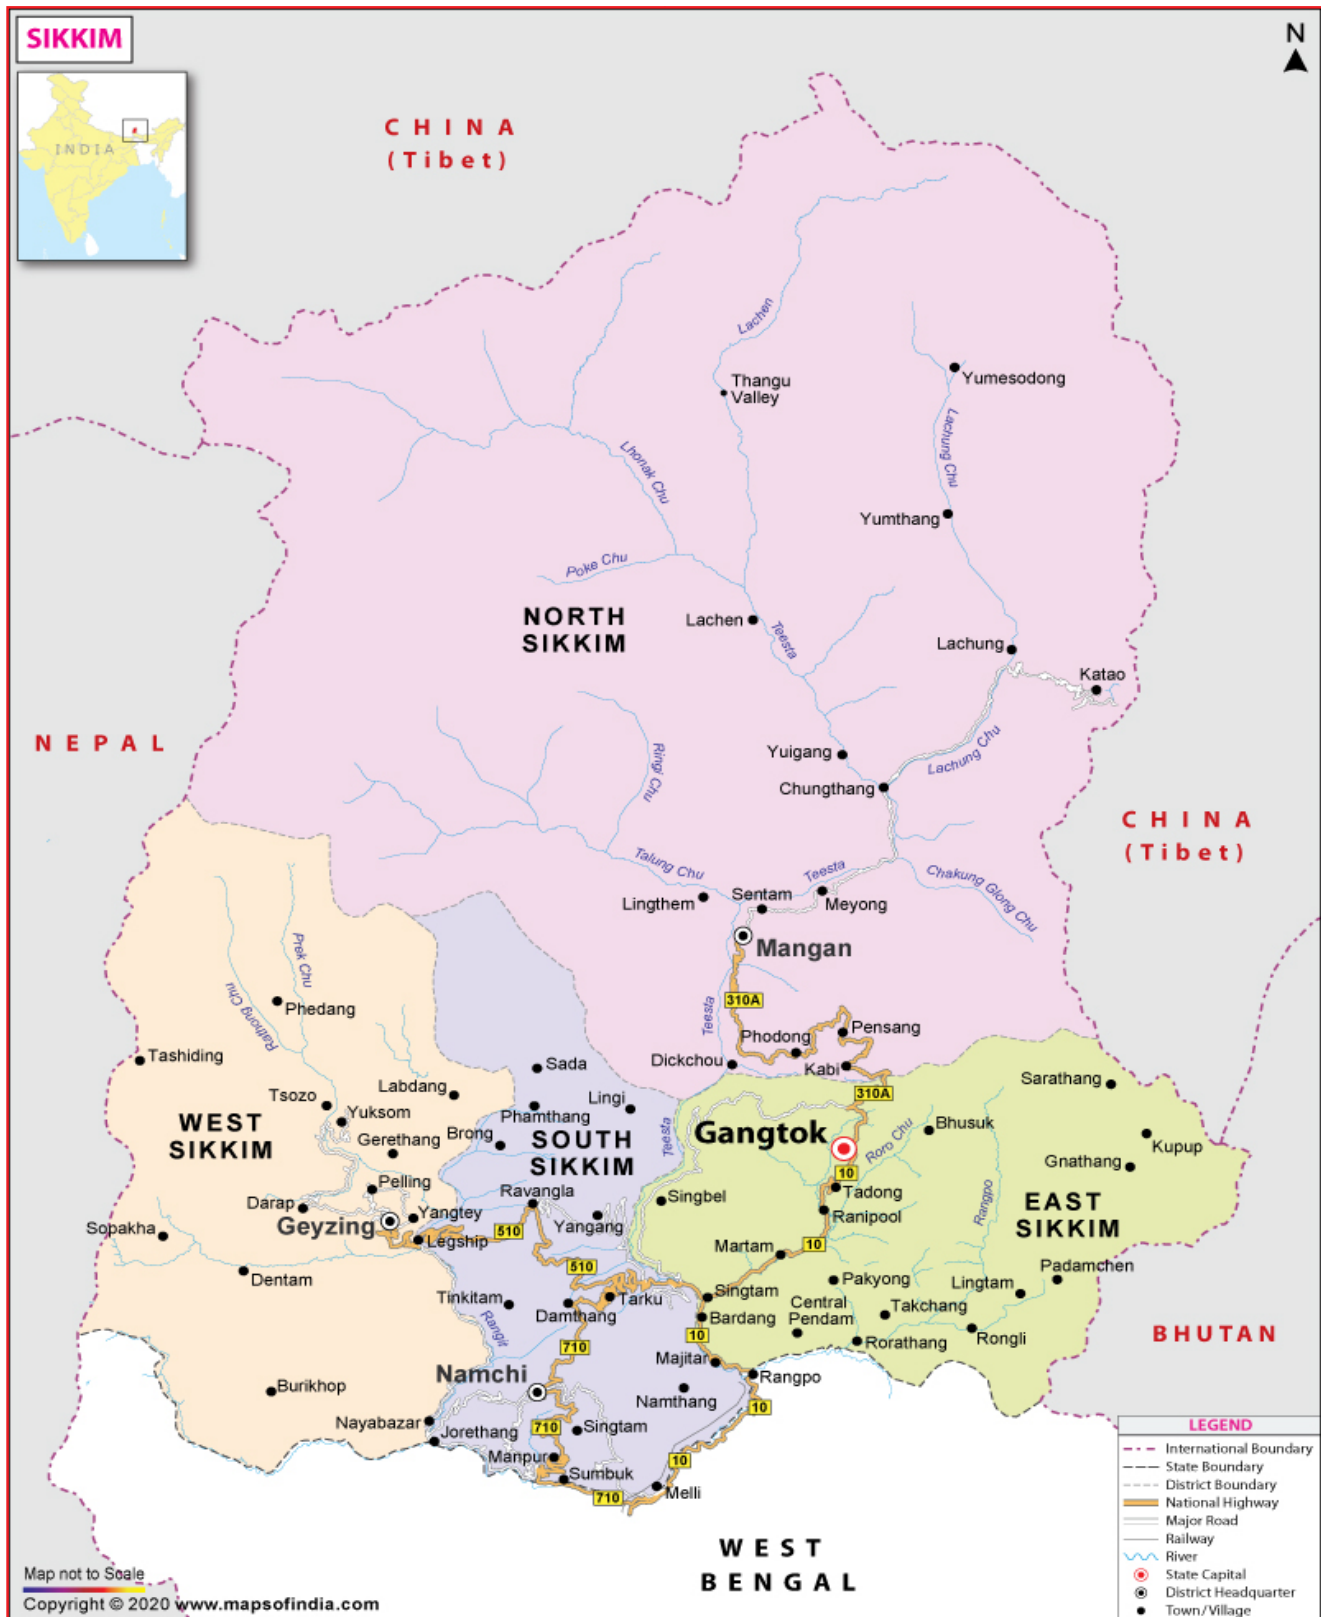 SIKKIM
N
INDIA
CHINA
(Tibet)
Lachen
Thangu
Valley
Yumesodong
Lachung Chu
Lhonak Chu
Yumthang
Poke Chu
NORTH
SIKKIM
Lachen
Teesta
Lachung
Katao
NEPAL
Ringi Chu
Yuigang
Lachung Chu
Chungthang
CHINA
(Tibet)
Talung Chu
Teesta
Chakung Glong Chu
Lingthem
Sentam
Meyong
Mangan
Prek Chu
Rathong Chu
Phedang
310A
Teesta
Phodong
Pensang
Tashiding
Sada
Dickchou
Kabi
Sarathang
Labdang
310A
Tsozo
Yuksom
Phamthang
Lingi
WEST
SIKKIM
Gerethang
Brong
SOUTH
SIKKIM
Teesta
Gangtok
Roro Chu
Bhusuk
Kupup
Gnathang
10
Pelling
Ravangla
Singbel
Tadong
Rangpo
EAST
SIKKIM
Darap
Geyzing
Yangtey
Yangang
Ranipool
Sopakha
Legship
510
Martam
10
Dentam
510
Pakyong
Lingtam
Padamchen
Tinkitam
Damthang
Tarku
Singtam
Central
Pendam
Takchang
Rangit
Bardang
Rorathang
Rongli
BHUTAN
710
10
Majitar
Rangpo
Namchi
Burikhop
Namthang
10
Nayabazar
Jorethang
710
Singtam
Manpur
10
Sumbuk
710
Melli
WEST
BENGAL
LEGEND
International Boundary
State Boundary
District Boundary
National Highway
Major Road
Railway
River
State Capital
District Headquarter
Town/Village
Map not to Scale
Copyright © 2020 www.mapsofindia.com